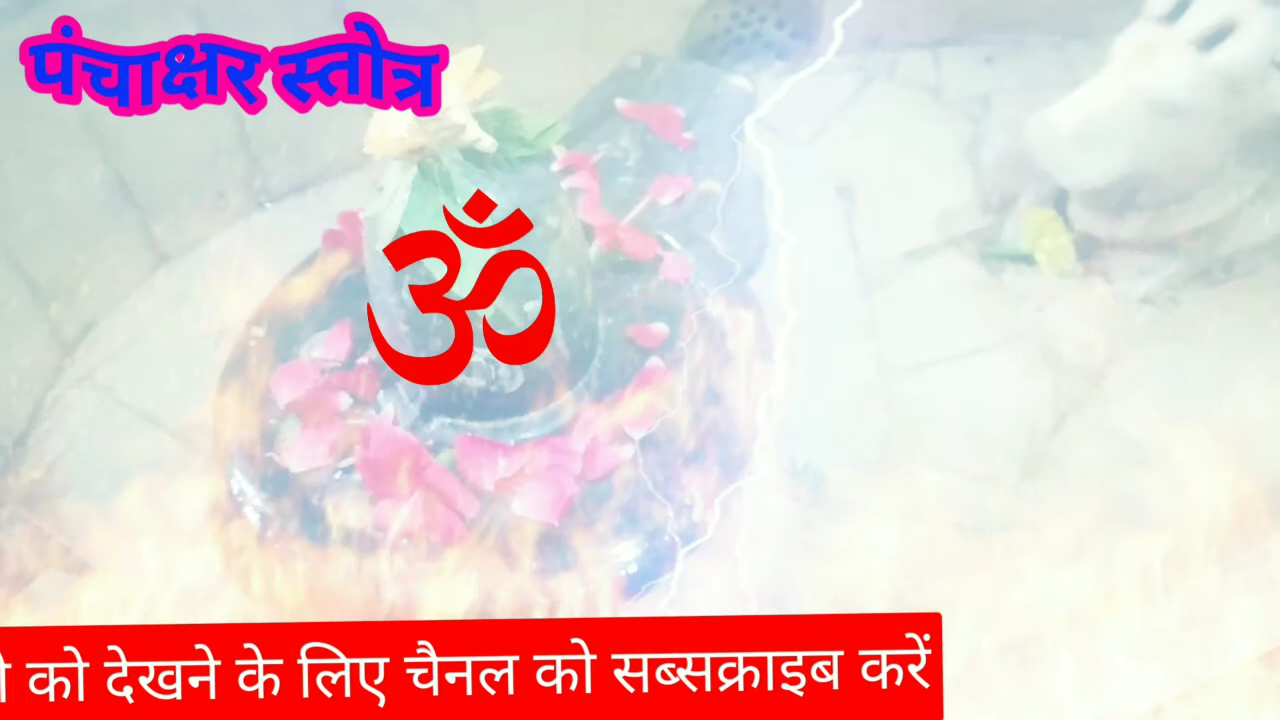 पंचाक्षर स्तोत्र
ॐ
को देखने के लिए चैनल को सब्सक्राइब करें